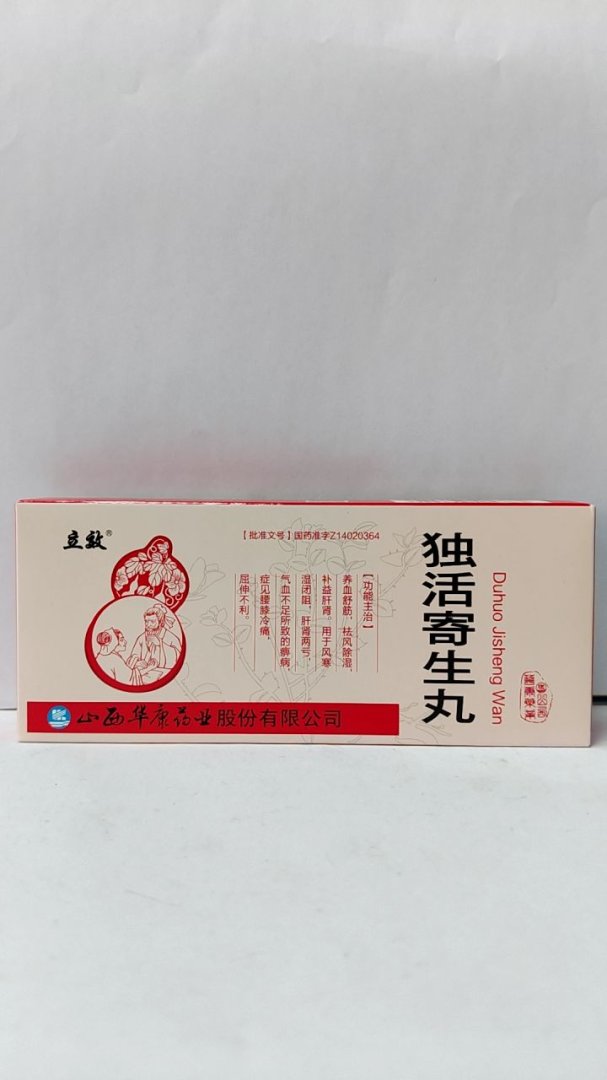 立效®
【批准文号】国药准字Z14020364
独活寄生丸
Duhuo Jisheng Wan
【功能主治】
养血舒筋，祛风除湿，
补益肝肾。用于风寒
湿闭阻，肝肾两亏，
气血不足所致的痹病，
症见腰膝冷痛，
屈伸不利。
山西华康药业股份有限公司